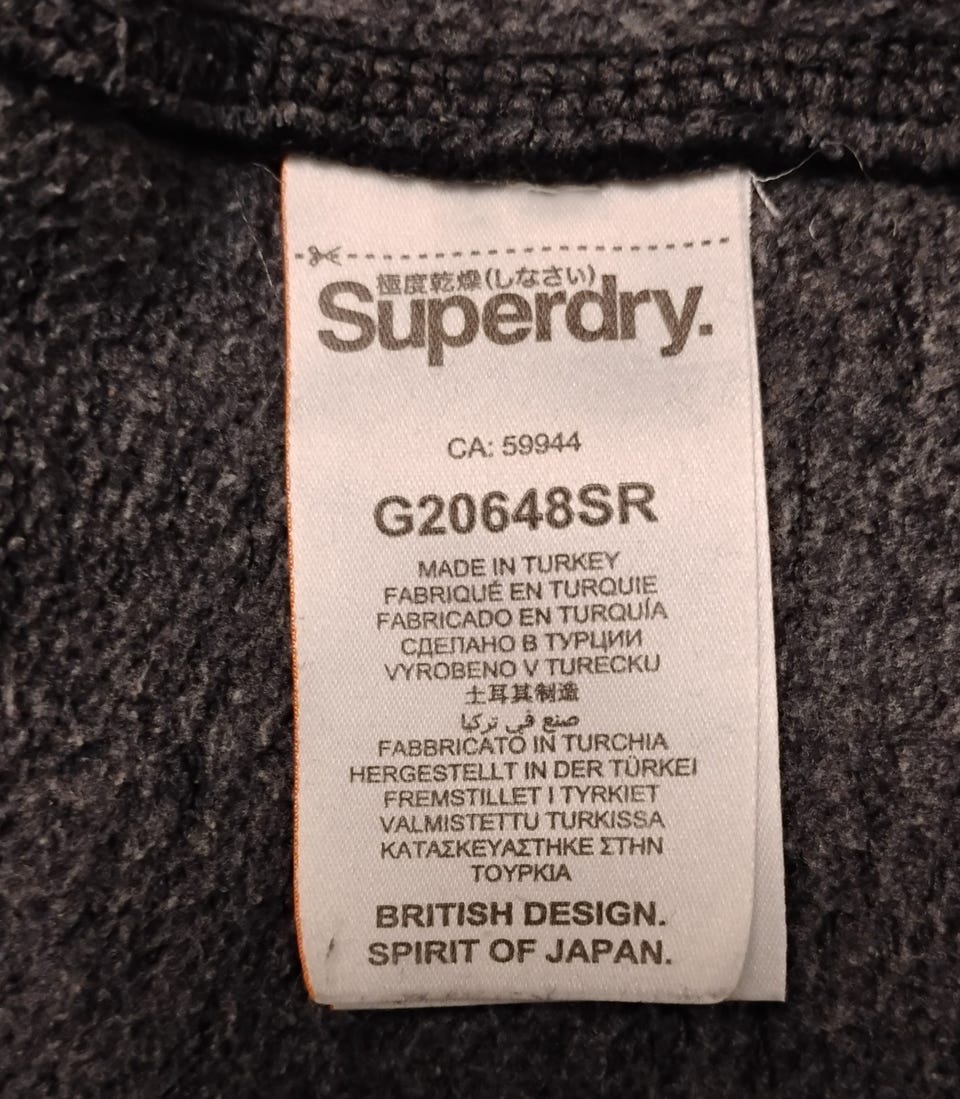 極度乾燥(しなさい)
Superdry.
CA: 59944
G20648SR
MADE IN TURKEY
FABRIQUÉ EN TURQUIE
FABRICADO EN TURQUÍA
СДЕПАНО В ТУРЦИИ
VYROBENO V TURECKU
土耳其制造
صنع في تركيا
FABBRICATO IN TURCHIA
HERGESTELLT IN DER TÜRKEI
FREMSTILLET I TYRKIET
VALMISTETTU TURKISSA
ΚΑΤΑΣΚΕΥΑΣΤΗΚΕ ΣΤΗΝ
ΤΟΥΡΚΙΑ
BRITISH DESIGN.
SPIRIT OF JAPAN.